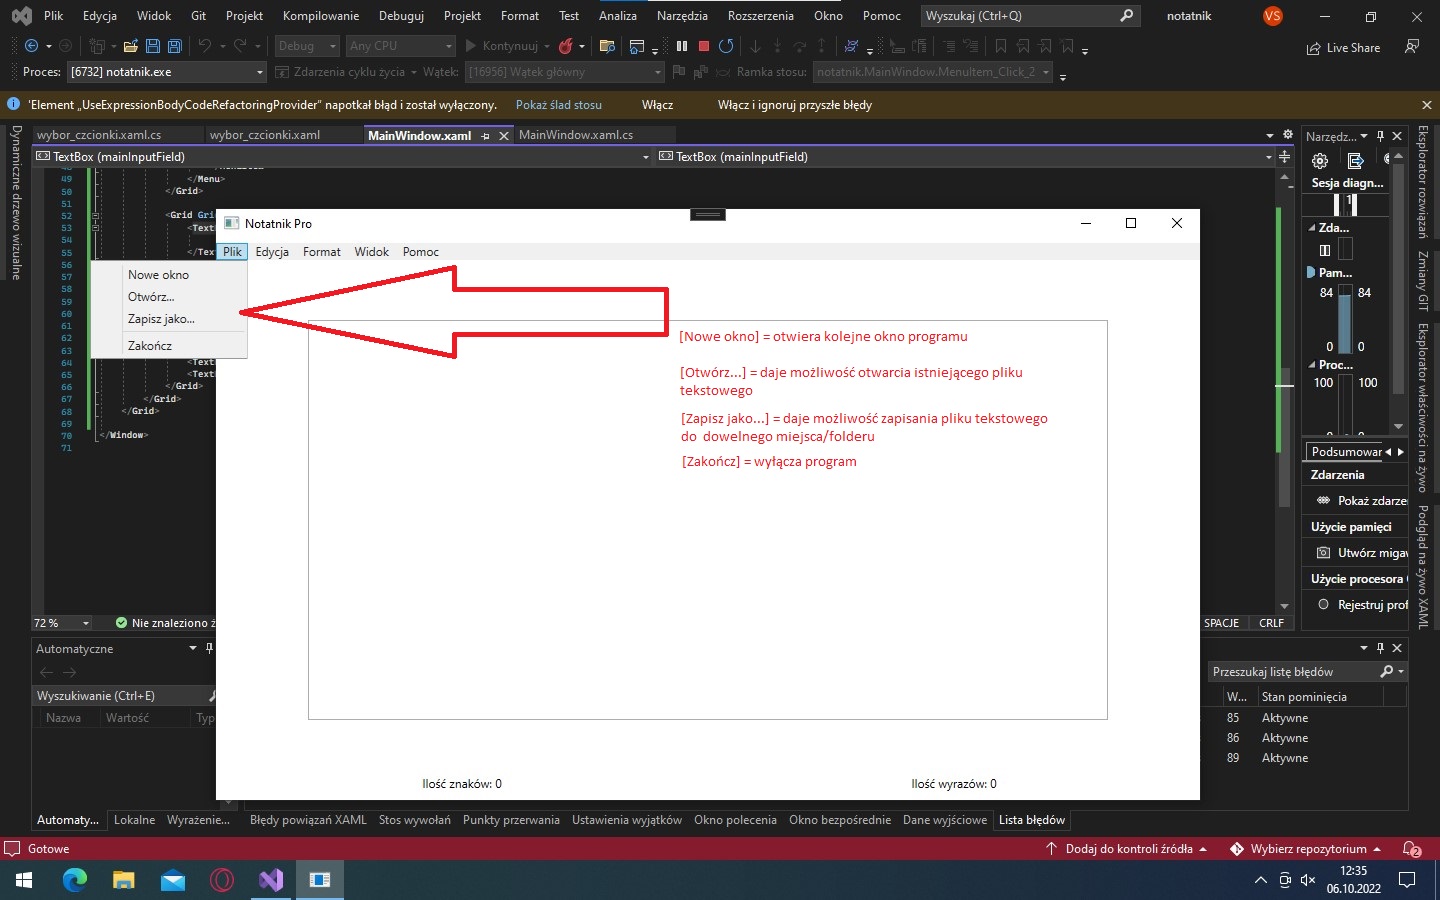 Plik Edycja Widok Git Projekt Kompilowanie Debuguj Projekt Format Test Analiza Narzędzia Rozszerzenia Okno Pomoc Wyszukaj (Ctrl+Q) notatnik VS
Debug Any CPU Kontynuuj Live Share
Proces: [6732] notatnik.exe Zdarzenia cyklu życia Wątek: [16956] Wątek główny Ramka stosu: notatnik.MainWindow.MenuItem_Click_2
'Element „UseExpressionBodyCodeRefactoringProvider” napotkał błąd i został wyłączony. Pokaż ślad stosu Włącz Włącz i ignoruj przyszłe błędy
Dynamiczne drzewo wizualne
wybor_czcionki.xaml.cs wybor_czcionki.xaml MainWindow.xaml MainWindow.xaml.cs
TextBox (mainInputField) TextBox (mainInputField)
49 </Menu>
50 </Grid>
51
52 <Grid Gri
53 <Text
54
55 </Text
56
57
58
59
60
61
62
63
64
65 <Text
<Text
66 </Grid>
67 </Grid>
68 </Grid>
69
70 </Window>
71
72 % Nie znaleziono ż SPACJE CRLF
Notatnik Pro
Plik Edycja Format Widok Pomoc
Nowe okno
Otwórz...
Zapisz jako...
Zakończ
[Nowe okno] = otwiera kolejne okno programu
[Otwórz...] = daje możliwość otwarcia istniejącego pliku
tekstowego
[Zapisz jako...] = daje możliwość zapisania pliku tekstowego
do dowelnego miejsca/folderu
[Zakończ] = wyłącza program
Ilość znaków: 0 Ilość wyrazów: 0
Narzędz...
Sesja diagn...
1
Zda...
Pam...
84 84
0 0
Proc...
100 100
Podsumowar
Zdarzenia
Pokaż zdarze
Użycie pamięci
Utwórz migaw
Użycie procesora
Rejestruj prof
Eksplorator rozwiązań
Zmiany GIT
Eksplorator właściwości na żywo
Podgląd na żywo XAML
Automatyczne
Wyszukiwanie (Ctrl+E)
Nazwa Wartość Typ
Przeszukaj listę błędów
W... Stan pominięcia
85 Aktywne
86 Aktywne
89 Aktywne
Automaty... Lokalne Wyrażenie... Błędy powiązań XAML Stos wywołań Punkty przerwania Ustawienia wyjątków Okno polecenia Okno bezpośrednie Dane wyjściowe Lista błędów
Gotowe Dodaj do kontroli źródła Wybierz repozytorium 2
12:35
06.10.2022